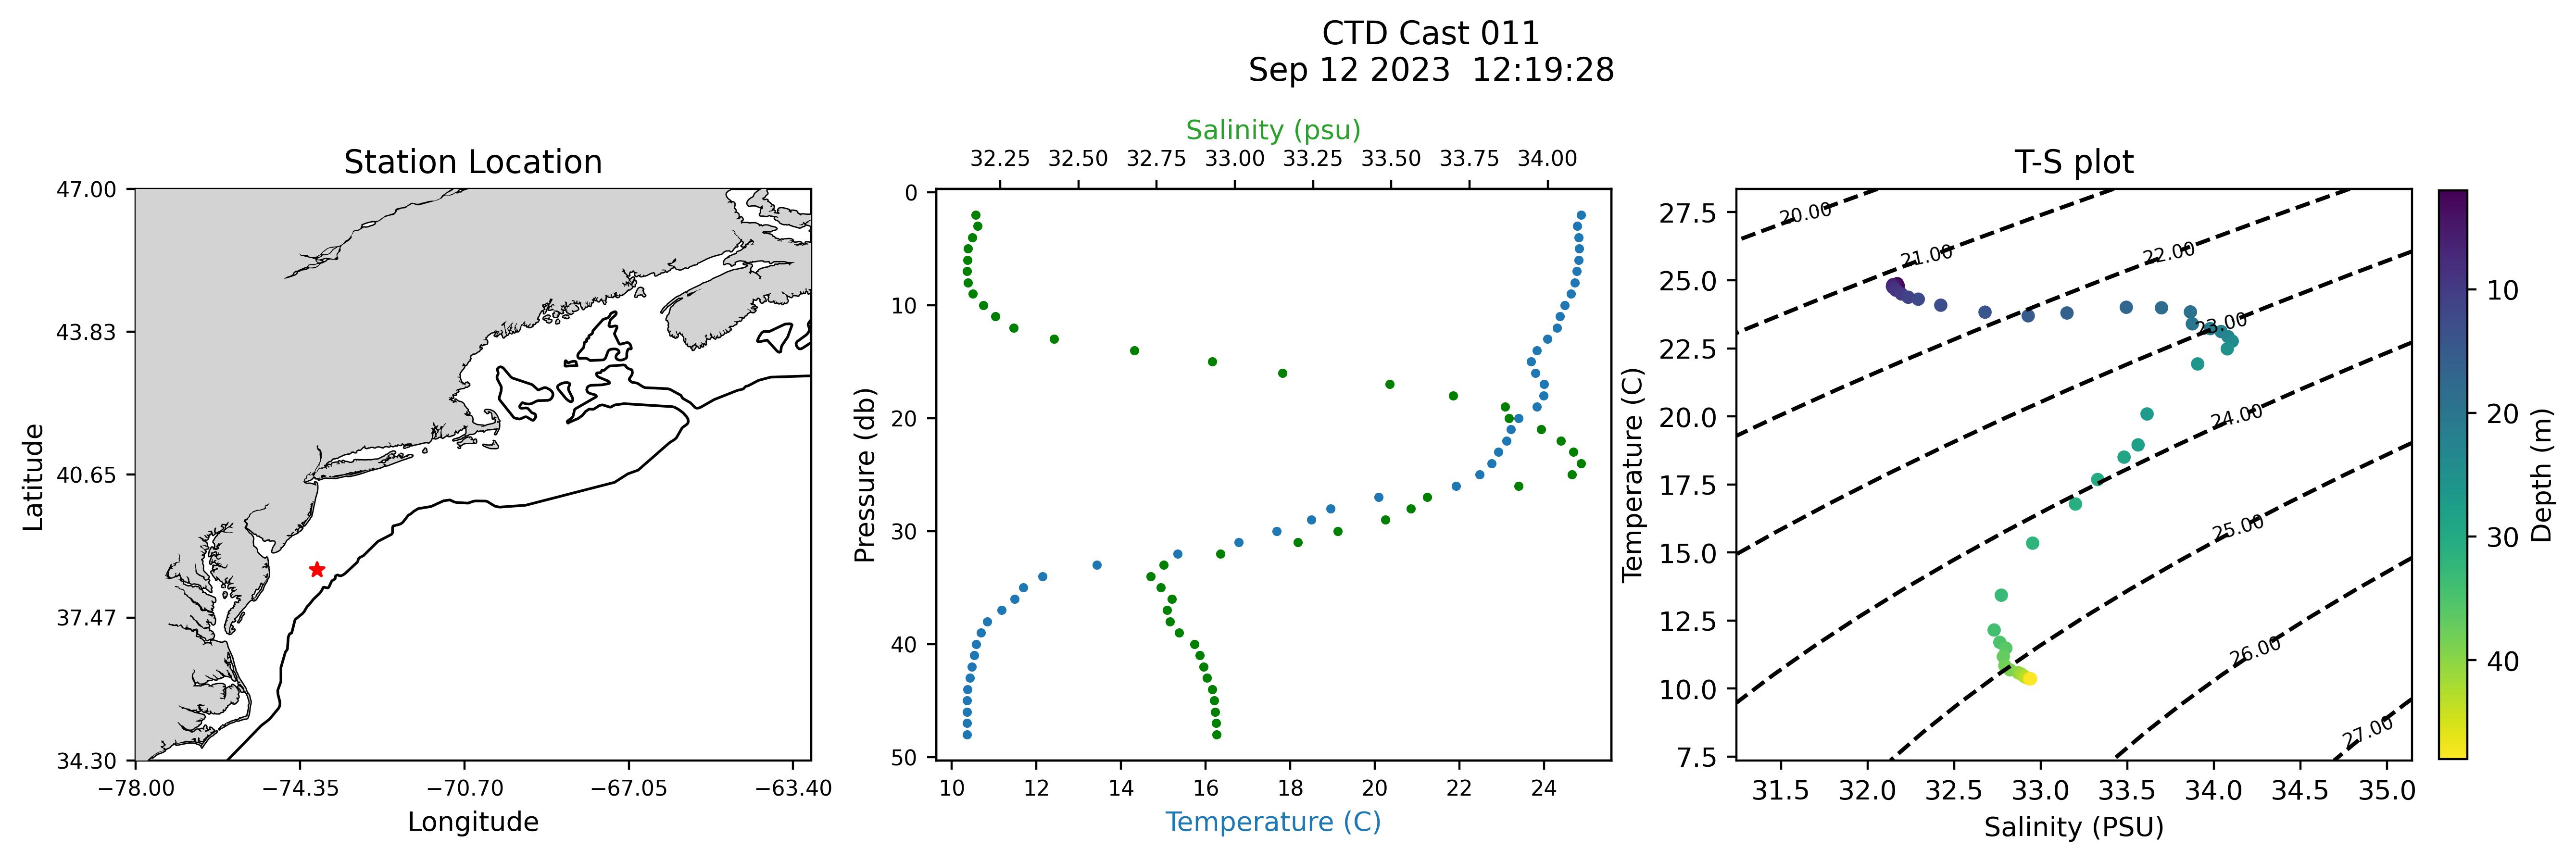 CTD Cast 011
Sep 12 2023  12:19:28
Station Location
47.00
43.83
40.65
37.47
34.30
Latitude
−78.00 −74.35 −70.70 −67.05 −63.40
Longitude
Salinity (psu)
32.25 32.50 32.75 33.00 33.25 33.50 33.75 34.00
0
10
20
30
40
50
Pressure (db)
10 12 14 16 18 20 22 24
Temperature (C)
T-S plot
27.5
25.0
22.5
20.0
17.5
15.0
12.5
10.0
7.5
Temperature (C)
20.00
21.00
22.00
23.00
24.00
25.00
26.00
27.00
31.5 32.0 32.5 33.0 33.5 34.0 34.5 35.0
Salinity (PSU)
10
20
30
40
Depth (m)